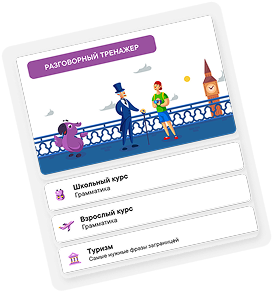 РАЗГОВОРНЫЙ ТРЕНАЖЕР
Школьный курс
Грамматика
Взрослый курс
Грамматика
Туризм
Самые нужные фразы заграницей